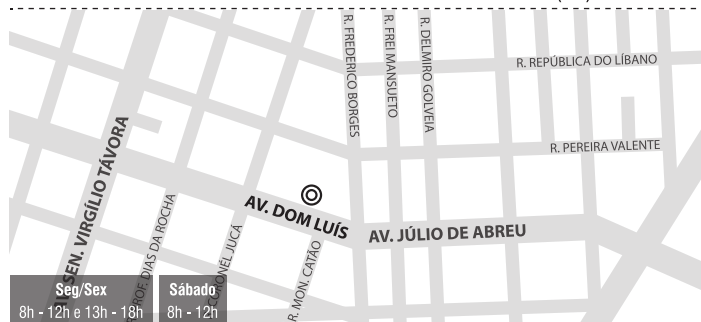 R. REPÚBLICA DO LÍBANO
R. FREDERICO BORGES
R. FREI MANSUETO
R. DELMIRO GOLVEIA
R. PEREIRA VALENTE
AV. SEN. VIRGÍLIO TÁVORA
AV. DOM LUÍS
AV. JÚLIO DE ABREU
PROF. DIAS DA ROCHA
CORONEL JUCÁ
R. MON. CATÃO
Seg/Sex
8h - 12h e 13h - 18h
Sábado
8h - 12h